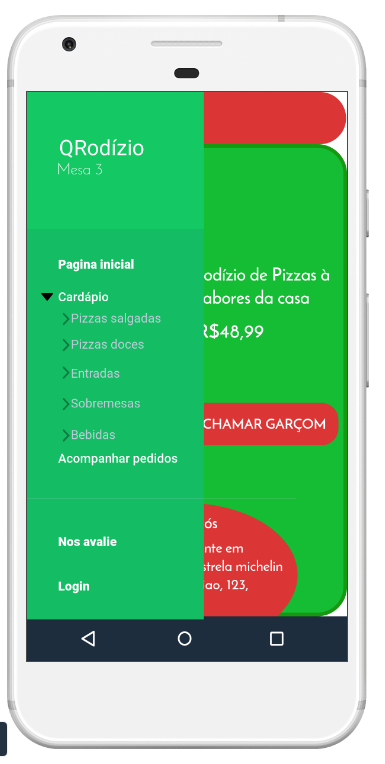 QRodízio
Mesa 3
Pagina inicial
Cardápio
Pizzas salgadas
Pizzas doces
Entradas
Sobremesas
Bebidas
Acompanhar pedidos
Nos avalie
Login
odízio de Pizzas à
abores da casa
R$48,99
CHAMAR GARÇOM
ós
nte em
strela michelin
ao, 123,